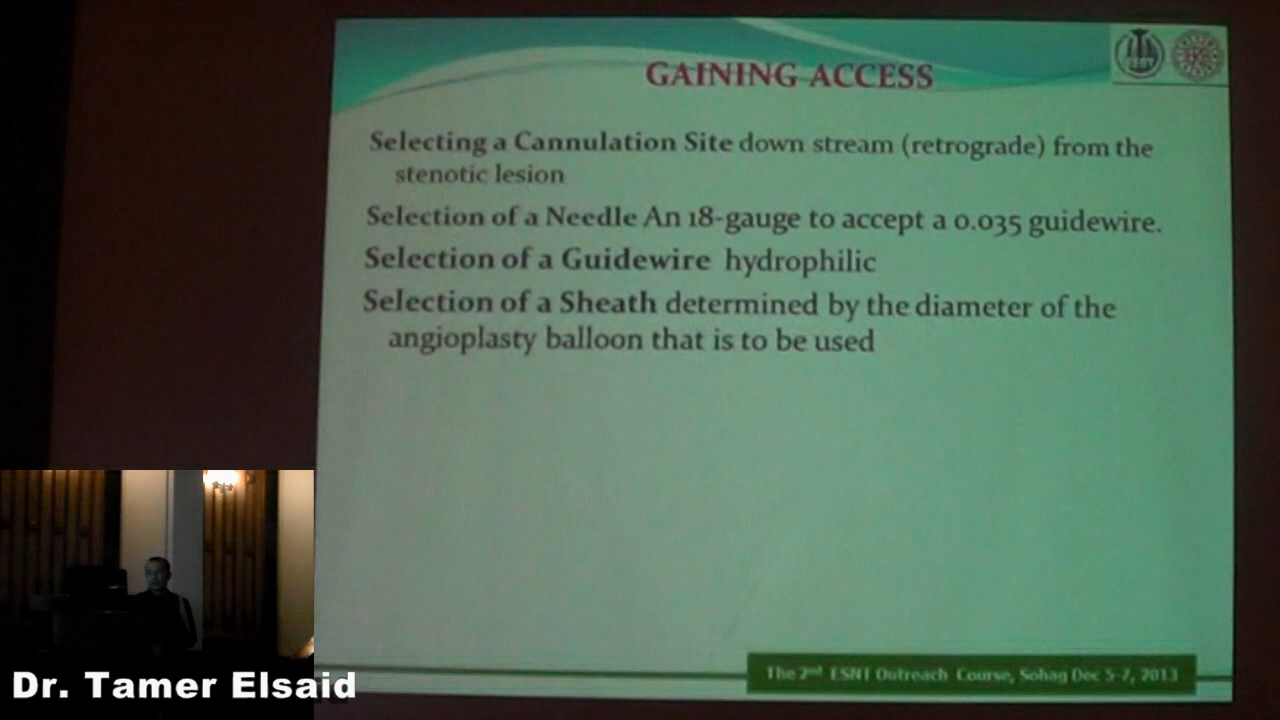 GAINING ACCESS
Selecting a Cannulation Site down stream (retrograde) from the
stenotic lesion
Selection of a Needle An 18-gauge to accept a 0.035 guidewire.
Selection of a Guidewire hydrophilic
Selection of a Sheath determined by the diameter of the
angioplasty balloon that is to be used
The 2nd ESNT Outreach Course, Sohag Dec 5-7, 2013
Dr. Tamer Elsaid